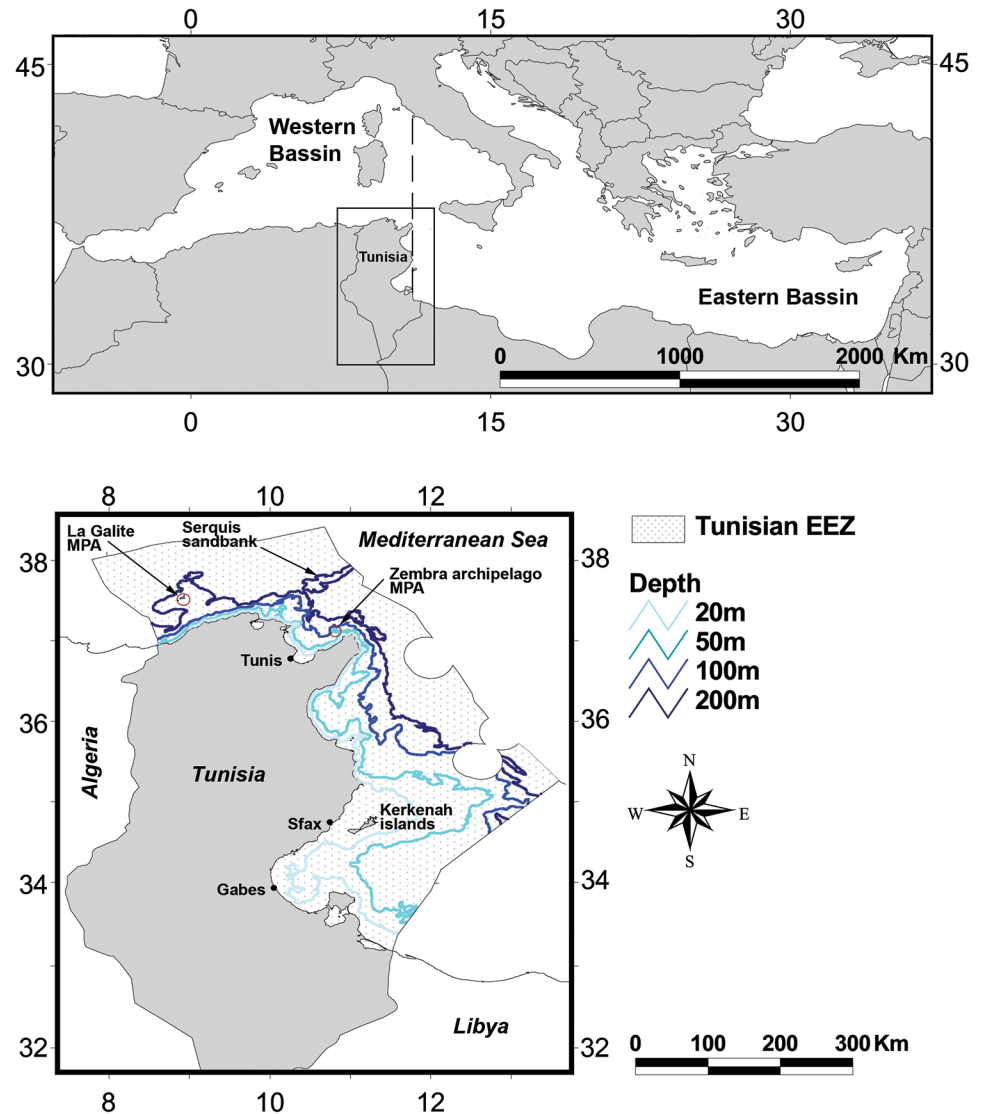 0 15 30
45 45
Western
Basin
Tunisia
Eastern Basin
0 1000 2000 Km
30 30
0 15 30
8 10 12
La Galite
MPA
Serquis
sandbank
Mediterranean Sea
Zembra archipelago
MPA
38 38
Tunis
36 36
Algeria
Tunisia
Sfax
Kerkenah
islands
Gabes
34 34
Libya
32 32
8 10 12
Tunisian EEZ
Depth
20m
50m
100m
200m
N
W E
S
0 100 200 300 Km